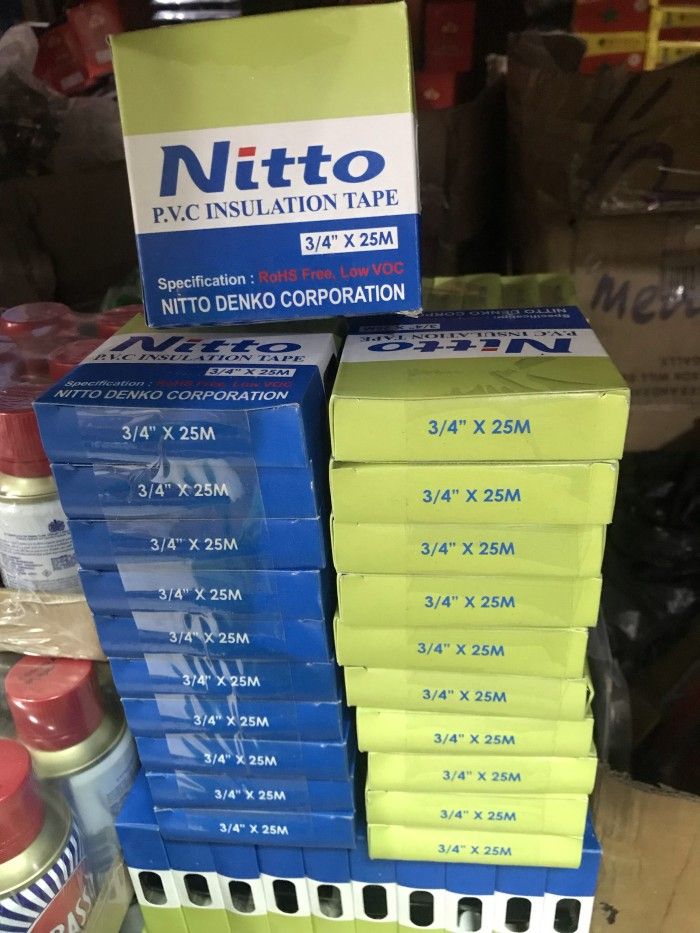 Nitto
P.V.C INSULATION TAPE
3/4" X 25M
Specification : RoHS Free, Low VOC
NITTO DENKO CORPORATION
Nitto
P.V.C INSULATION TAPE
3/4" X 25M
Specification : RoHS Free, Low VOC
NITTO DENKO CORPORATION
3/4" X 25M
3/4" X 25M
3/4" X 25M
3/4" X 25M
3/4" X 25M
3/4" X 25M
3/4" X 25M
3/4" X 25M
3/4" X 25M
3/4" X 25M
Specification:
NITTO DENKO CORPO
3/4" X 25M
P.V.C INSULATION TAPE
Nitto
3/4" X 25M
3/4" X 25M
3/4" X 25M
3/4" X 25M
3/4" X 25M
3/4" X 25M
3/4" X 25M
3/4" X 25M
3/4" X 25M
3/4" X 25M
BRASS